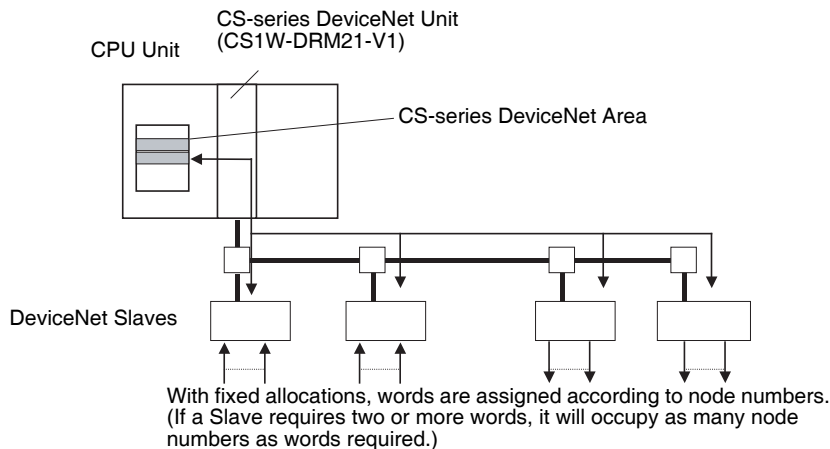 CS-series DeviceNet Unit
(CS1W-DRM21-V1)
CPU Unit
CS-series DeviceNet Area
DeviceNet Slaves
With fixed allocations, words are assigned according to node numbers.
(If a Slave requires two or more words, it will occupy as many node
numbers as words required.)